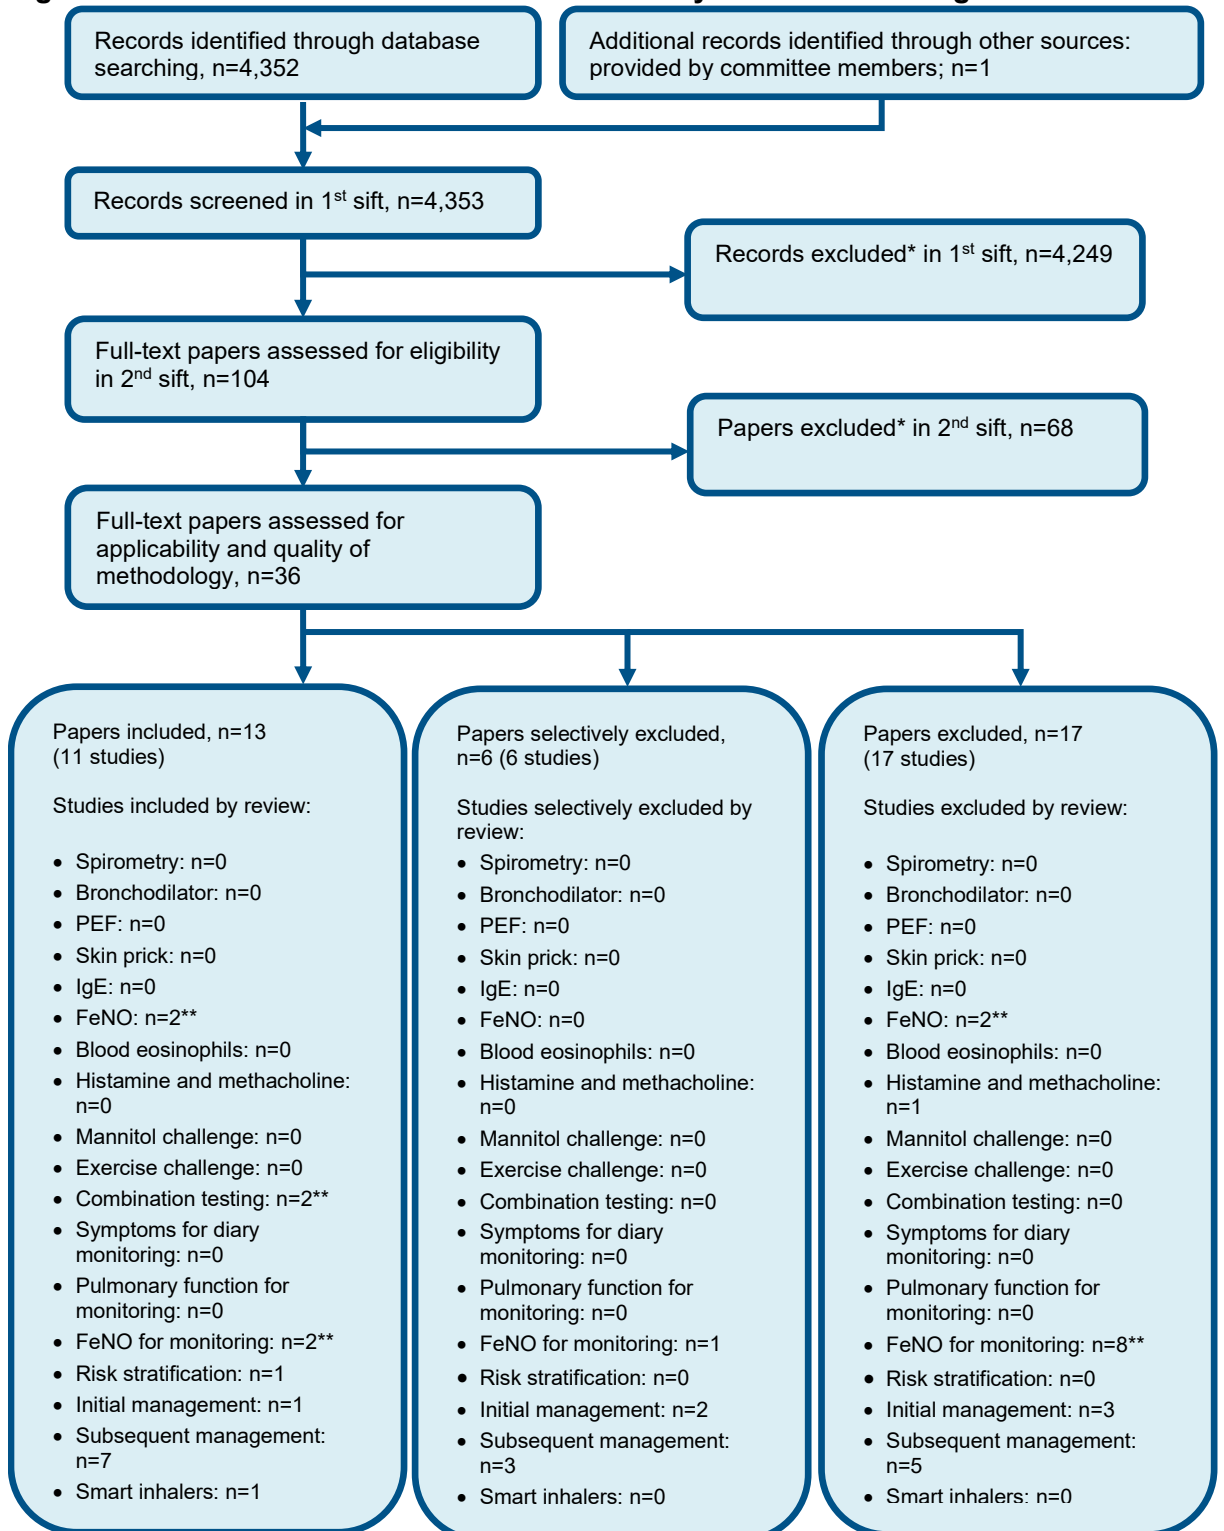 Records identified through database
searching, n=4,352
Additional records identified through other sources:
provided by committee members; n=1
Records screened in 1st sift, n=4,353
Records excluded* in 1st sift, n=4,249
Full-text papers assessed for eligibility
in 2nd sift, n=104
Papers excluded* in 2nd sift, n=68
Full-text papers assessed for
applicability and quality of
methodology, n=36
Papers included, n=13
(11 studies)
Studies included by review:
• Spirometry: n=0
• Bronchodilator: n=0
• PEF: n=0
• Skin prick: n=0
• IgE: n=0
• FeNO: n=2**
• Blood eosinophils: n=0
• Histamine and methacholine:
n=0
• Mannitol challenge: n=0
• Exercise challenge: n=0
• Combination testing: n=2**
• Symptoms for diary
monitoring: n=0
• Pulmonary function for
monitoring: n=0
• FeNO for monitoring: n=2**
• Risk stratification: n=1
• Initial management: n=1
• Subsequent management:
n=7
• Smart inhalers: n=1
Papers selectively excluded,
n=6 (6 studies)
Studies selectively excluded by
review:
• Spirometry: n=0
• Bronchodilator: n=0
• PEF: n=0
• Skin prick: n=0
• IgE: n=0
• FeNO: n=0
• Blood eosinophils: n=0
• Histamine and methacholine:
n=0
• Mannitol challenge: n=0
• Exercise challenge: n=0
• Combination testing: n=0
• Symptoms for diary
monitoring: n=0
• Pulmonary function for
monitoring: n=0
• FeNO for monitoring: n=1
• Risk stratification: n=0
• Initial management: n=2
• Subsequent management:
n=3
• Smart inhalers: n=0
Papers excluded, n=17
(17 studies)
Studies excluded by review:
• Spirometry: n=0
• Bronchodilator: n=0
• PEF: n=0
• Skin prick: n=0
• IgE: n=0
• FeNO: n=2**
• Blood eosinophils: n=0
• Histamine and methacholine:
n=1
• Mannitol challenge: n=0
• Exercise challenge: n=0
• Combination testing: n=0
• Symptoms for diary
monitoring: n=0
• Pulmonary function for
monitoring: n=0
• FeNO for monitoring: n=8**
• Risk stratification: n=0
• Initial management: n=3
• Subsequent management:
n=5
• Smart inhalers: n=0